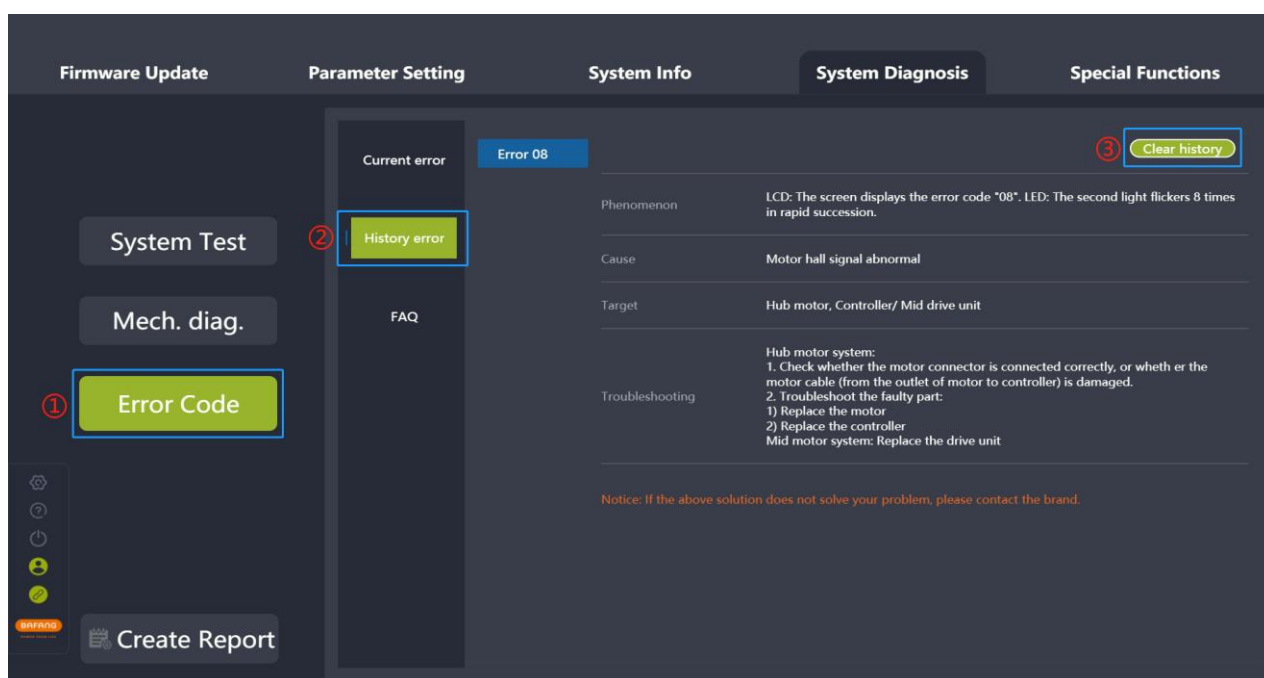 Firmware Update
Parameter Setting
System Info
System Diagnosis
Special Functions
System Test
Mech. diag.
① Error Code
Create Report
BAFANG
Current error
② History error
FAQ
Error 08
③ Clear history
Phenomenon
LCD: The screen displays the error code "08". LED: The second light flickers 8 times
in rapid succession.
Cause
Motor hall signal abnormal
Target
Hub motor, Controller/ Mid drive unit
Troubleshooting
Hub motor system:
1. Check whether the motor connector is connected correctly, or wheth er the
motor cable (from the outlet of motor to controller) is damaged.
2. Troubleshoot the faulty part:
1) Replace the motor
2) Replace the controller
Mid motor system: Replace the drive unit
Notice: If the above solution does not solve your problem, please contact the brand.